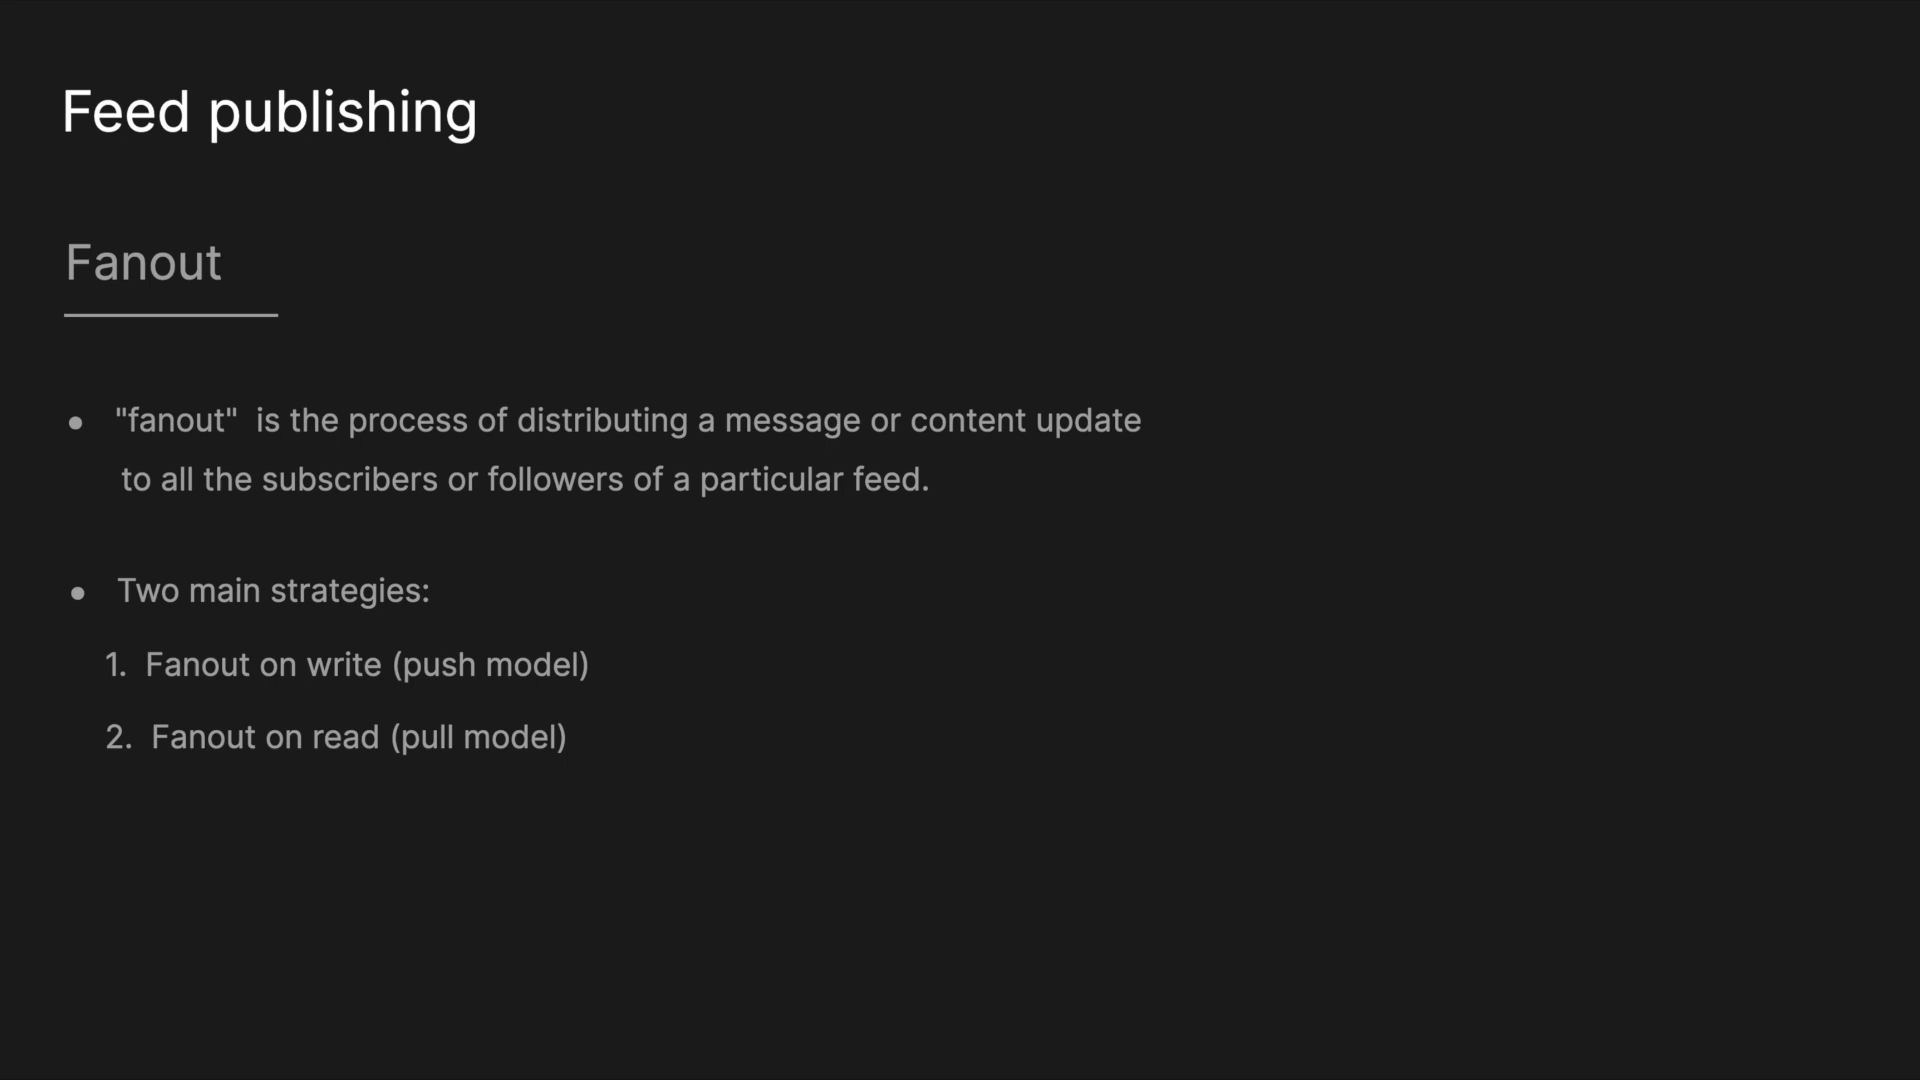 Feed publishing
Fanout
● "fanout" is the process of distributing a message or content update
to all the subscribers or followers of a particular feed.
● Two main strategies:
1. Fanout on write (push model)
2. Fanout on read (pull model)